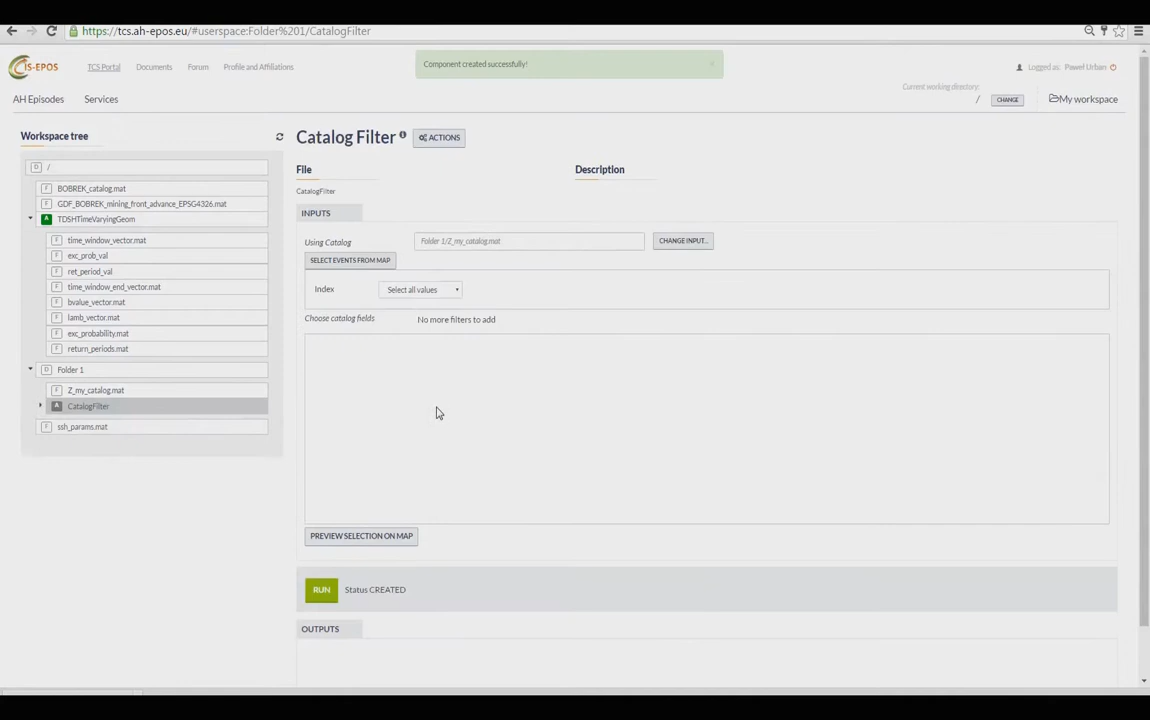 https://tcs.ah-epos.eu/#userspace:Folder%201/CatalogFilter
IS-EPOS
TCS Portal
Documents
Forum
Profile and Affiliations
Component created successfully!
Logged as: Paweł Urban
AH Episodes
Services
Current working directory:
/
CHANGE
My workspace
Workspace tree
D /
F BOBREK_catalog.mat
F GDF_BOBREK_mining_front_advance_EPSG4326.mat
A TDSHTimeVaryingGeom
F time_window_vector.mat
F exc_prob_val
F ret_period_val
F time_window_end_vector.mat
F bvalue_vector.mat
F lamb_vector.mat
F exc_probability.mat
F return_periods.mat
D Folder 1
F Z_my_catalog.mat
A CatalogFilter
F ssh_params.mat
Catalog Filter
ACTIONS
File
Description
CatalogFilter
INPUTS
Using Catalog
Folder 1/Z_my_catalog.mat
CHANGE INPUT...
SELECT EVENTS FROM MAP
Index
Select all values
Choose catalog fields
No more filters to add
PREVIEW SELECTION ON MAP
RUN
Status CREATED
OUTPUTS